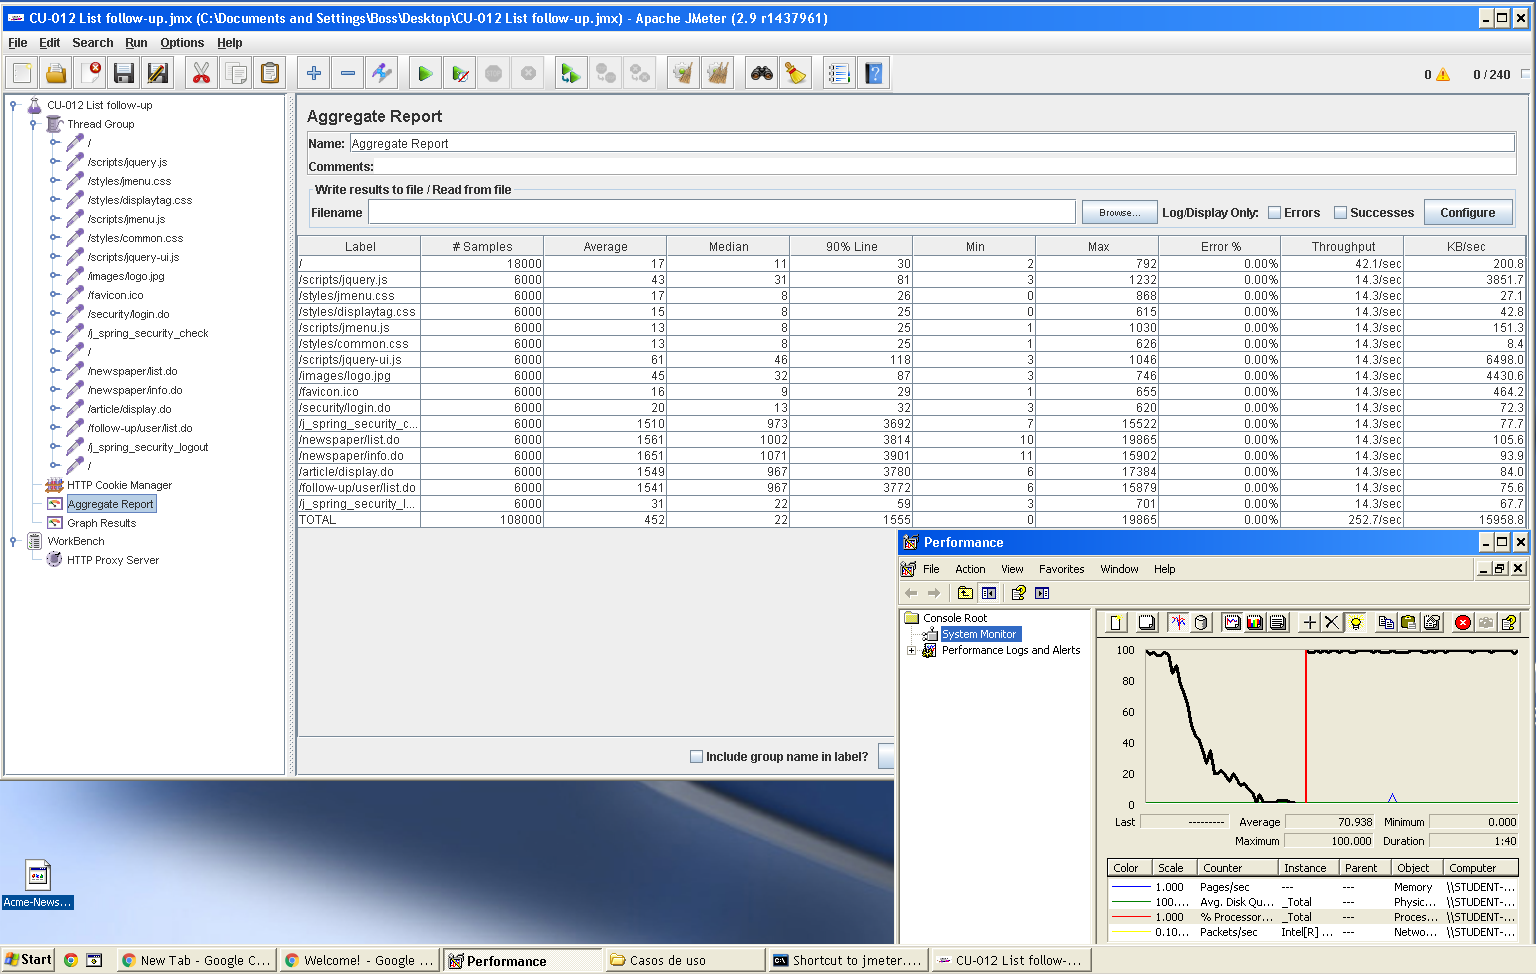 CU-012 List follow-up.jmx (C:\Documents and Settings\Boss\Desktop\CU-012 List follow-up.jmx) - Apache JMeter (2.9 r1437961)
File Edit Search Run Options Help
0 0 / 240
CU-012 List follow-up
Thread Group
/
/scripts/jquery.js
/styles/jmenu.css
/styles/displaytag.css
/scripts/jmenu.js
/styles/common.css
/scripts/jquery-ui.js
/images/logo.jpg
/favicon.ico
/security/login.do
/j_spring_security_check
/
/newspaper/list.do
/newspaper/info.do
/article/display.do
/follow-up/user/list.do
/j_spring_security_logout
/
HTTP Cookie Manager
Aggregate Report
Graph Results
WorkBench
HTTP Proxy Server
Aggregate Report
Name: Aggregate Report
Comments:
Write results to file / Read from file
Filename Browse... Log/Display Only: Errors Successes Configure
Label # Samples Average Median 90% Line Min Max Error % Throughput KB/sec
/ 18000 17 11 30 2 792 0.00% 42.1/sec 200.8
/scripts/jquery.js 6000 43 31 81 3 1232 0.00% 14.3/sec 3851.7
/styles/jmenu.css 6000 17 8 26 0 868 0.00% 14.3/sec 27.1
/styles/displaytag.css 6000 15 8 25 0 615 0.00% 14.3/sec 42.8
/scripts/jmenu.js 6000 13 8 25 1 1030 0.00% 14.3/sec 151.3
/styles/common.css 6000 13 8 25 1 626 0.00% 14.3/sec 8.4
/scripts/jquery-ui.js 6000 61 46 118 3 1046 0.00% 14.3/sec 6498.0
/images/logo.jpg 6000 45 32 87 3 746 0.00% 14.3/sec 4430.6
/favicon.ico 6000 16 9 29 1 655 0.00% 14.3/sec 464.2
/security/login.do 6000 20 13 32 3 620 0.00% 14.3/sec 72.3
/j_spring_security_c... 6000 1510 973 3692 7 15522 0.00% 14.3/sec 77.7
/newspaper/list.do 6000 1561 1002 3814 10 19865 0.00% 14.3/sec 105.6
/newspaper/info.do 6000 1651 1071 3901 11 15902 0.00% 14.3/sec 93.9
/article/display.do 6000 1549 967 3780 6 17384 0.00% 14.3/sec 84.0
/follow-up/user/list.do 6000 1541 967 3772 6 15879 0.00% 14.3/sec 75.6
/j_spring_security_l... 6000 31 22 59 3 701 0.00% 14.3/sec 67.7
TOTAL 108000 452 22 1555 0 19865 0.00% 252.7/sec 15958.8
Include group name in label?
Performance
File Action View Favorites Window Help
Console Root
System Monitor
Performance Logs and Alerts
100
80
60
40
20
0
Last --------- Average 70.938 Minimum 0.000
Maximum 100.000 Duration 1:40
Color Scale Counter Instance Parent Object Computer
1.000 Pages/sec --- --- Memory \\STUDENT-...
100.... Avg. Disk Qu... _Total --- Physic... \\STUDENT-...
1.000 % Processor... _Total --- Proces... \\STUDENT-...
0.10... Packets/sec Intel[R] ... --- Netwo... \\STUDENT-...
Acme-News...
Start New Tab - Google C... Welcome! - Google ... Performance Casos de uso Shortcut to jmeter.... CU-012 List follow-...